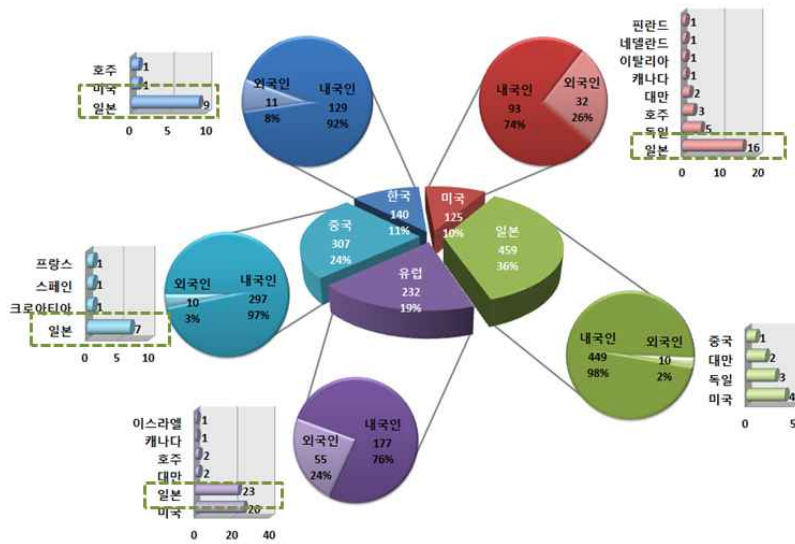 호주
1
미국
1
일본
9
0
5
10
외국인
11
8%
내국인
129
92%
내국인
93
74%
외국인
32
26%
핀란드
1
네델란드
1
이탈리아
1
캐나다
1
대만
2
호주
3
독일
5
일본
16
0
10
20
한국
140
11%
미국
125
10%
중국
307
24%
일본
459
36%
유럽
232
19%
프랑스
1
스페인
1
크로아티아
1
일본
7
0
5
10
외국인
10
3%
내국인
297
97%
내국인
449
98%
외국인
10
2%
중국
1
대만
2
독일
3
미국
4
0
5
이스라엘
1
캐나다
1
호주
2
대만
2
일본
23
미국
26
0
20
40
외국인
55
24%
내국인
177
76%